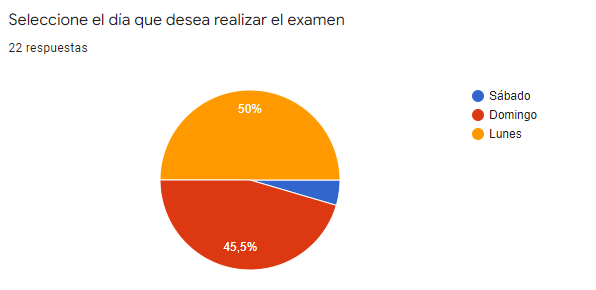 Seleccione el día que desea realizar el examen
22 respuestas
50%
45,5%
Sábado
Domingo
Lunes